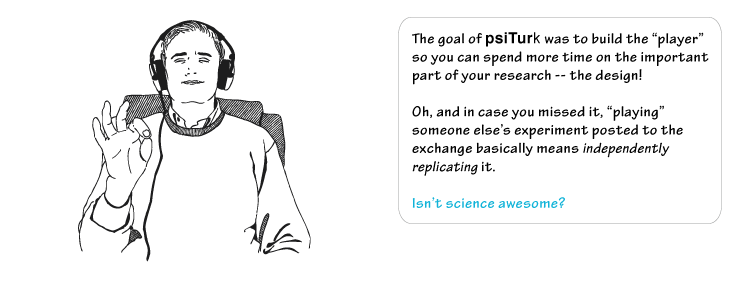 The goal of psiTurk was to build the “player”
so you can spend more time on the important
part of your research -- the design!
Oh, and in case you missed it, “playing”
someone else’s experiment posted to the
exchange basically means independently
replicating it.
Isn’t science awesome?